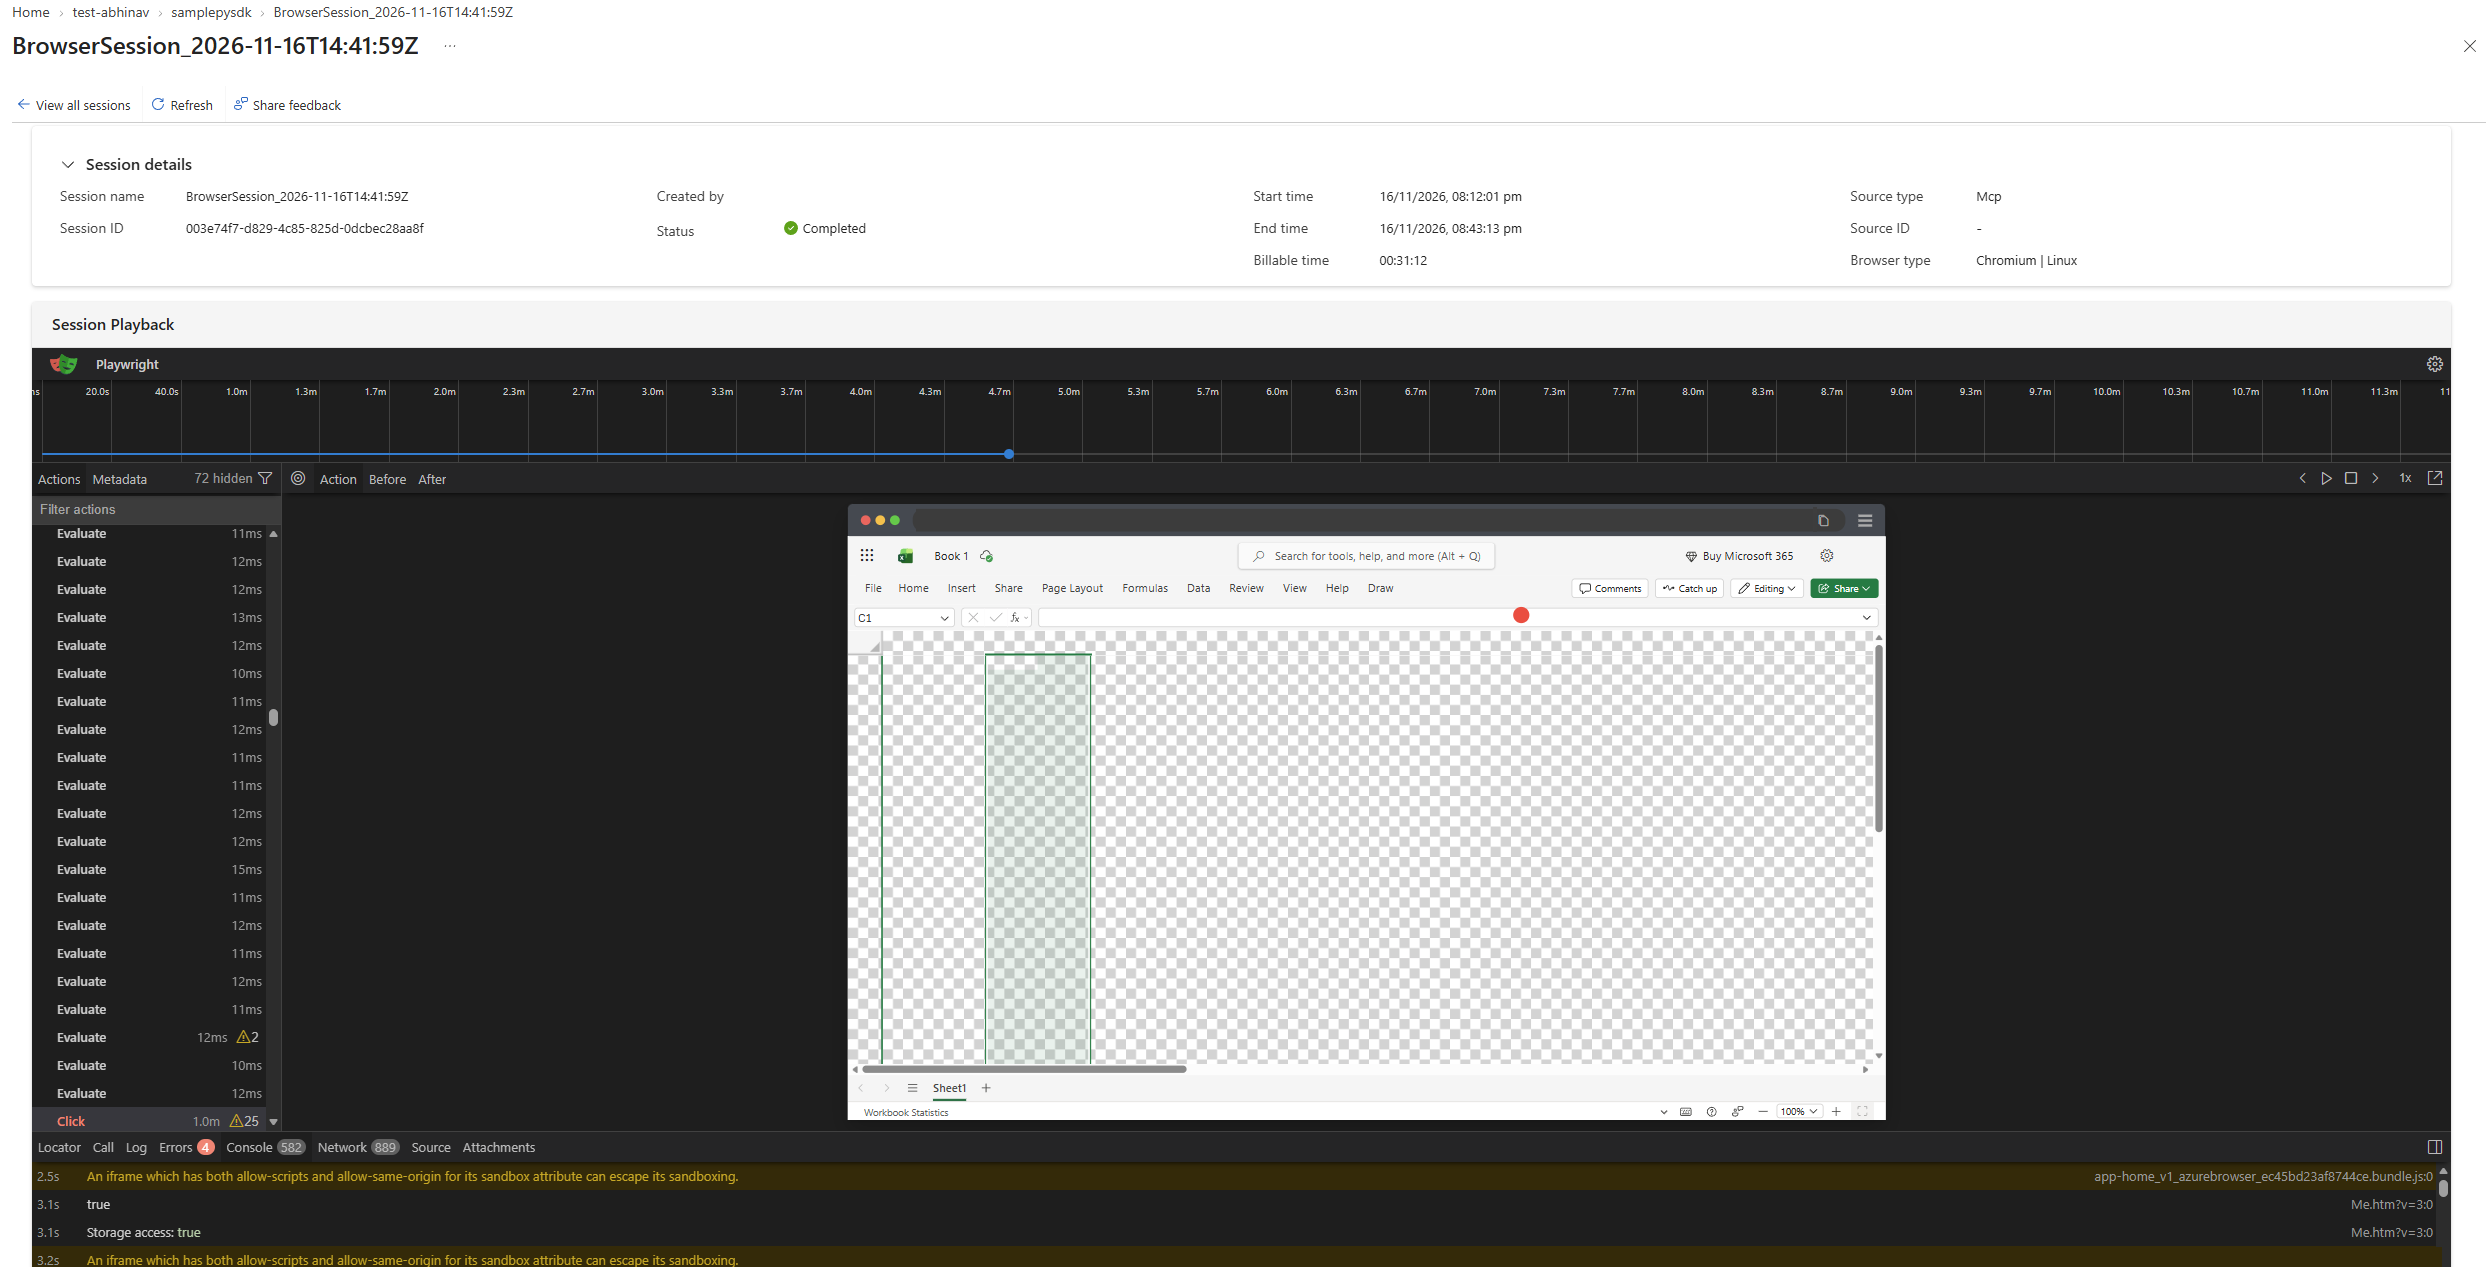 Home › test-abhinav › samplepysdk › BrowserSession_2026-11-16T14:41:59Z
BrowserSession_2026-11-16T14:41:59Z ...
View all sessions Refresh Share feedback
Session details
Session name BrowserSession_2026-11-16T14:41:59Z Created by Start time 16/11/2026, 08:12:01 pm Source type Mcp
Session ID 003e74f7-d829-4c85-825d-0dcbec28aa8f Status Completed End time 16/11/2026, 08:43:13 pm Source ID -
Billable time 00:31:12 Browser type Chromium | Linux
Session Playback
Playwright
ns 20.0s 40.0s 1.0m 1.3m 1.7m 2.0m 2.3m 2.7m 3.0m 3.3m 3.7m 4.0m 4.3m 4.7m 5.0m 5.3m 5.7m 6.0m 6.3m 6.7m 7.0m 7.3m 7.7m 8.0m 8.3m 8.7m 9.0m 9.3m 9.7m 10.0m 10.3m 10.7m 11.0m 11.3m 11
Actions Metadata 72 hidden Action Before After 1x
Filter actions
Evaluate 11ms
Evaluate 12ms
Evaluate 12ms
Evaluate 13ms
Evaluate 12ms
Evaluate 10ms
Evaluate 11ms
Evaluate 12ms
Evaluate 11ms
Evaluate 11ms
Evaluate 12ms
Evaluate 12ms
Evaluate 15ms
Evaluate 11ms
Evaluate 12ms
Evaluate 11ms
Evaluate 12ms
Evaluate 11ms
Evaluate 12ms 2
Evaluate 10ms
Evaluate 12ms
Click 1.0m 25
Book 1 Search for tools, help, and more (Alt + Q) Buy Microsoft 365
File Home Insert Share Page Layout Formulas Data Review View Help Draw Comments Catch up Editing Share
C1 fx
Sheet1 +
Workbook Statistics 100%
Locator Call Log Errors 4 Console 582 Network 889 Source Attachments
2.5s An iframe which has both allow-scripts and allow-same-origin for its sandbox attribute can escape its sandboxing. app-home_v1_azurebrowser_ec45bd23af8744ce.bundle.js:0
3.1s true Me.htm?v=3:0
3.1s Storage access: true Me.htm?v=3:0
3.2s An iframe which has both allow-scripts and allow-same-origin for its sandbox attribute can escape its sandboxing.